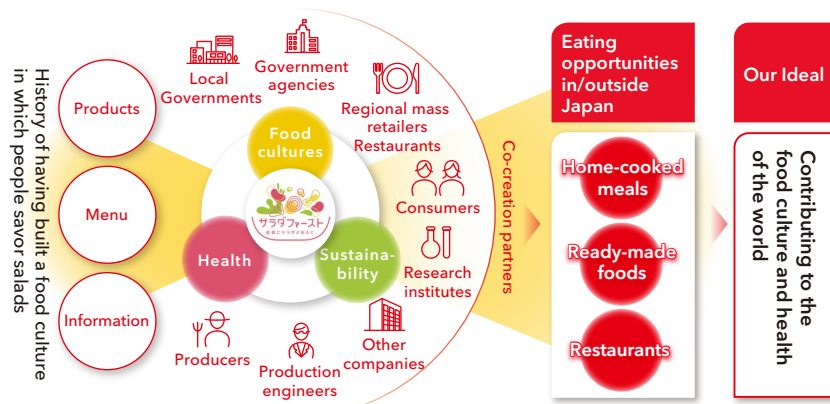 History of having built a food culture
in which people savor salads
Products
Menu
Information
Local
Governments
Government
agencies
Regional mass
retailers
Restaurants
Consumers
Research
institutes
Other
companies
Production
engineers
Producers
Food
cultures
サラダファースト
Health
Sustaina-
bility
Co-creation partners
Eating
opportunities
in/outside
Japan
Home-cooked
meals
Ready-made
foods
Restaurants
Our Ideal
Contributing to the
food culture and health
of the world